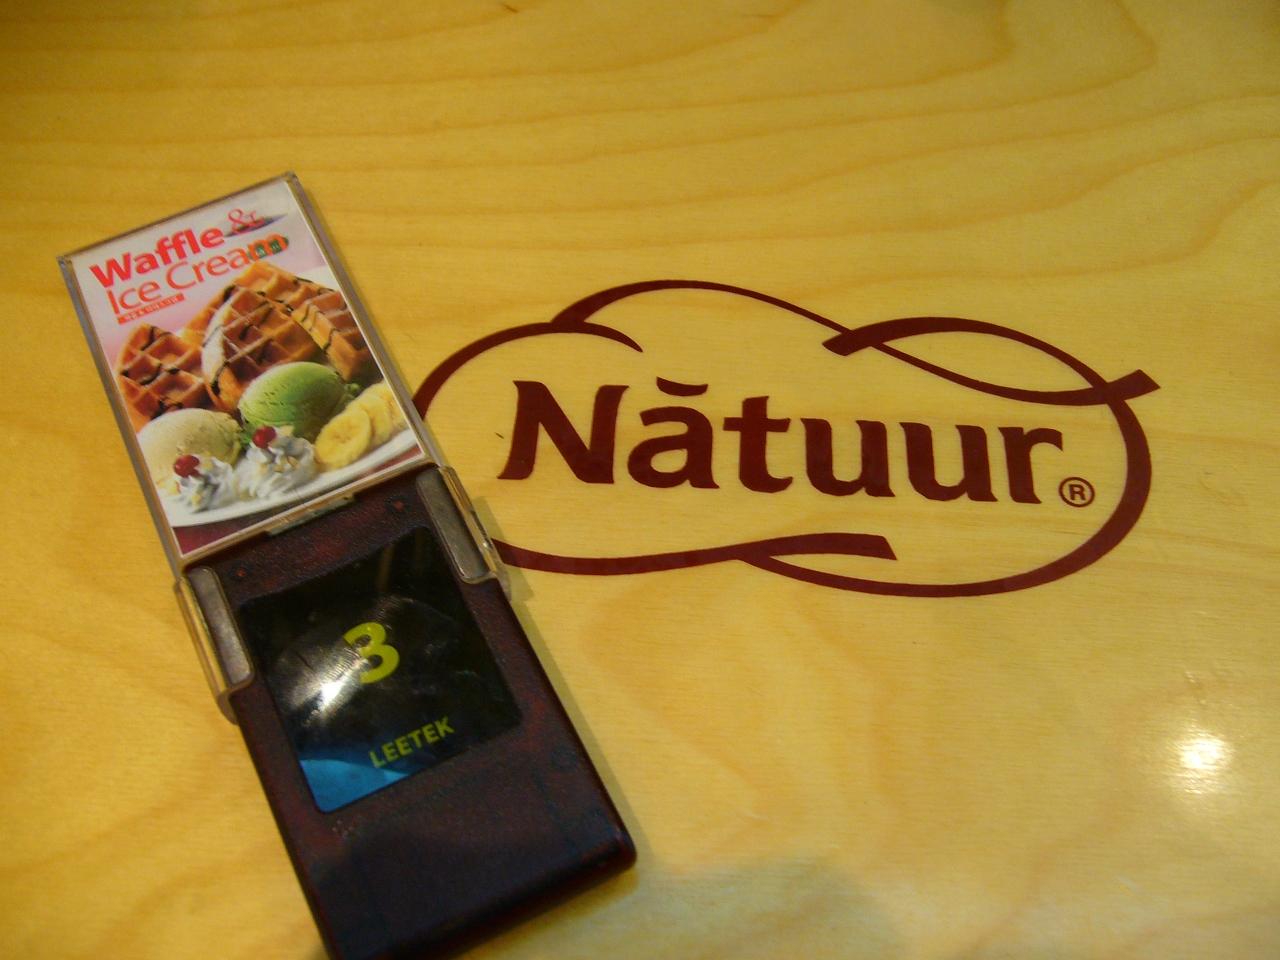 Waffle &
Ice Cream
Nătuur
®
3
LEETEK